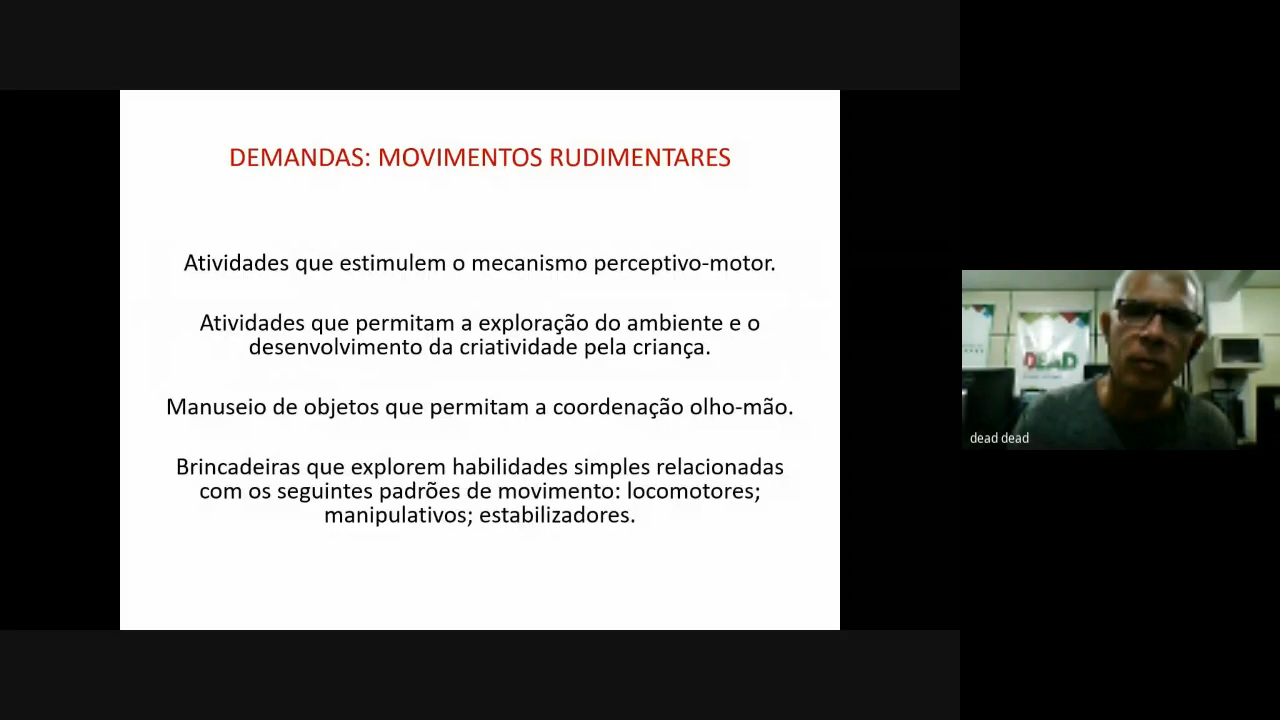 DEMANDAS: MOVIMENTOS RUDIMENTARES
Atividades que estimulem o mecanismo perceptivo-motor.
Atividades que permitam a exploração do ambiente e o
desenvolvimento da criatividade pela criança.
Manuseio de objetos que permitam a coordenação olho-mão.
Brincadeiras que explorem habilidades simples relacionadas
com os seguintes padrões de movimento: locomotores;
manipulativos; estabilizadores.
DEAD
dead dead